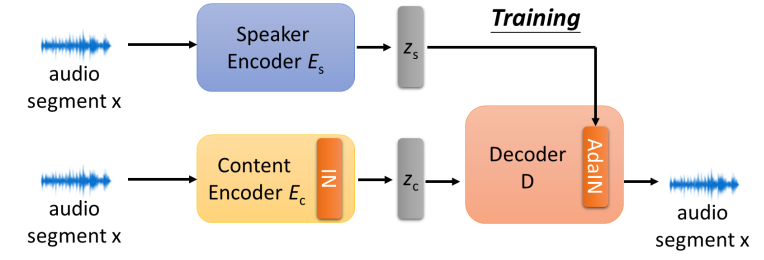 Training
audio
segment x
Speaker
Encoder Es
zs
audio
segment x
Content
Encoder Ec
IN
zc
Decoder
D
AdaIN
audio
segment x